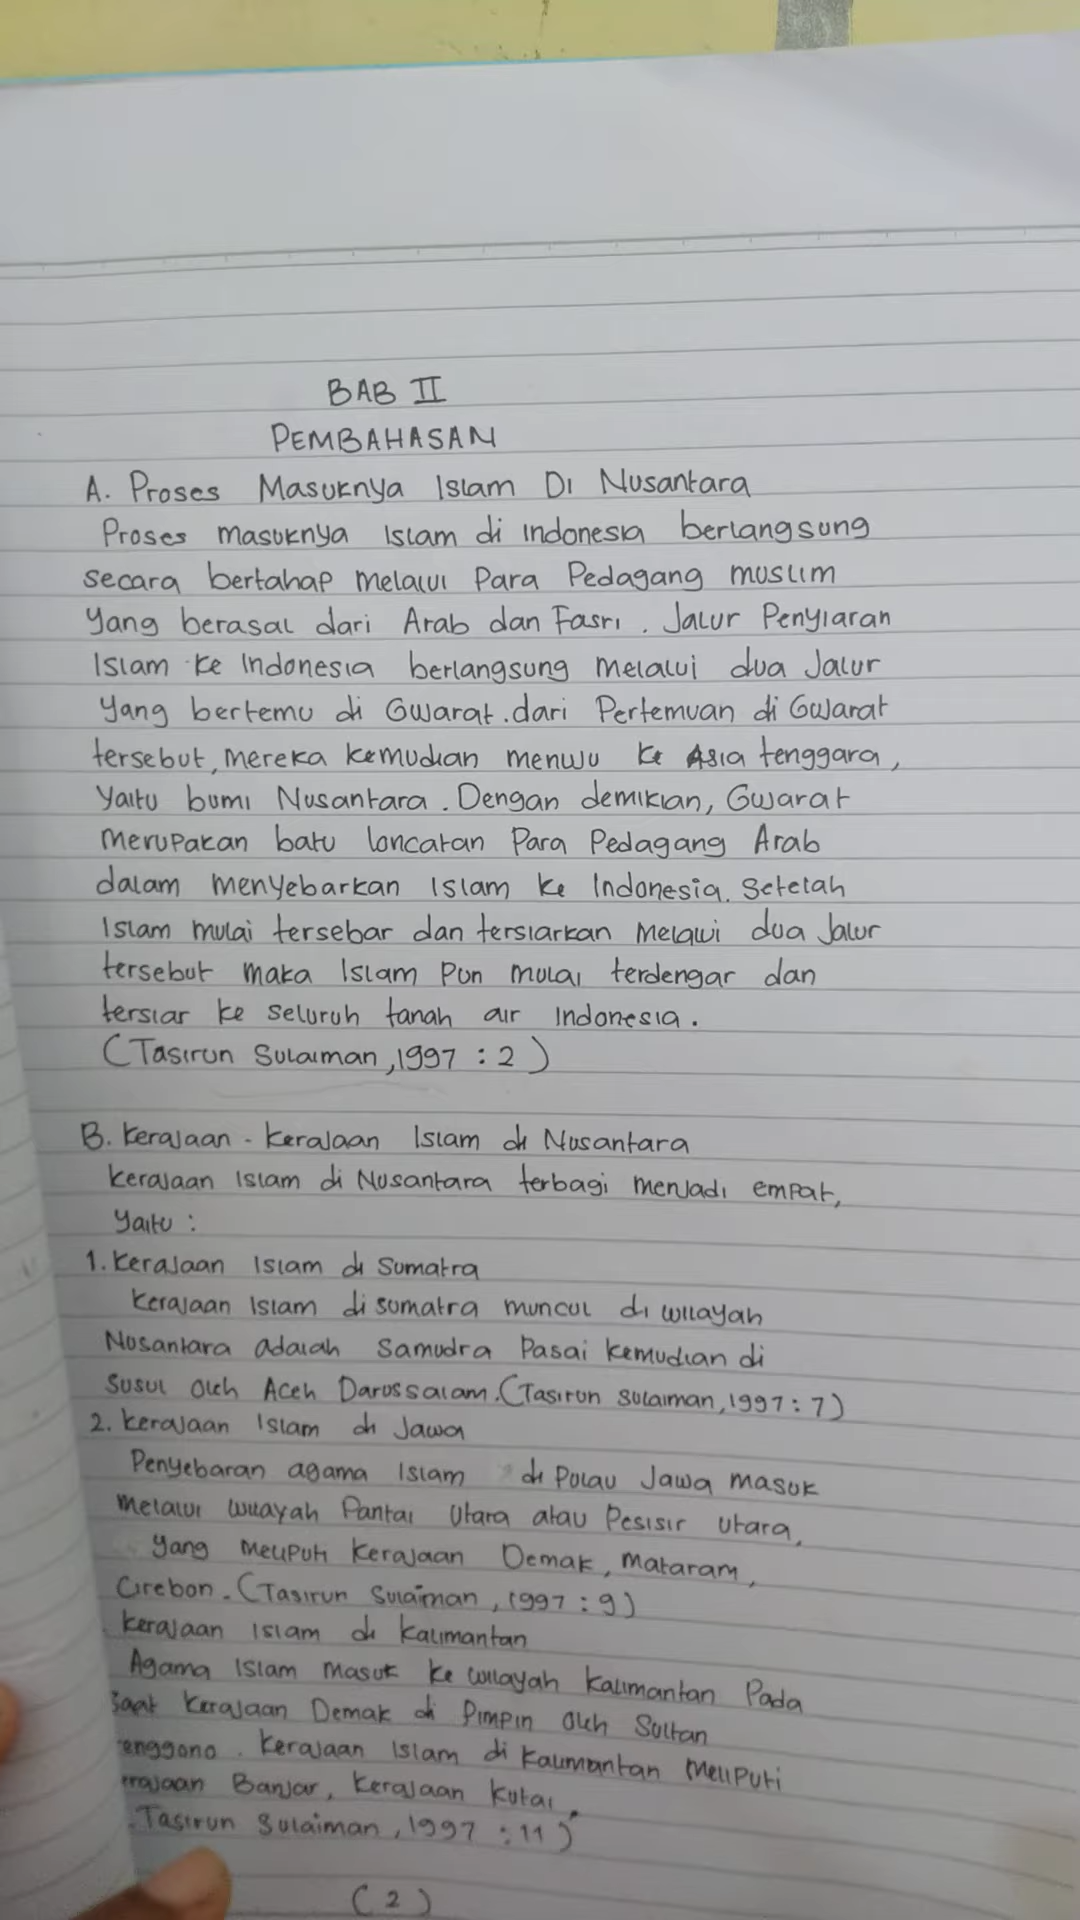 BAB II
PEMBAHASAN
A. Proses Masuknya Islam Di Nusantara
Proses masuknya Islam di Indonesia berlangsung
secara bertahap melalui Para Pedagang muslim
Yang berasal dari Arab dan Fasri. Jalur Penyiaran
Islam ke Indonesia berlangsung melalui dua Jalur
Yang bertemu di Gujarat. dari Pertemuan di Gujarat
tersebut, mereka kemudian menuju ke Asia tenggara,
Yaitu bumi Nusantara. Dengan demikian, Gujarat
merupakan batu loncatan Para Pedagang Arab
dalam menyebarkan Islam ke Indonesia. Setelah
Islam mulai tersebar dan tersiarkan melalui dua Jalur
tersebut maka Islam Pun mulai terdengar dan
tersiar ke seluruh tanah air Indonesia.
(Tasirun Sulaiman, 1997 : 2)
B. Kerajaan - Kerajaan Islam di Nusantara
Kerajaan Islam di Nusantara terbagi menjadi empat,
Yaitu :
1. Kerajaan Islam di Sumatra
Kerajaan Islam di sumatra muncul di wilayah
Nusantara adalah Samudra Pasai kemudian di
susul oleh Aceh Darussalam. (Tasirun Sulaiman, 1997 : 7)
2. Kerajaan Islam di Jawa
Penyebaran agama Islam di Pulau Jawa masuk
melalui wilayah Pantai Utara atau Pesisir utara,
Yang meliputi Kerajaan Demak, mataram,
Cirebon. (Tasirun Sulaiman, 1997 : 9)
Kerajaan Islam di Kalimantan
Agama Islam masuk ke wilayah Kalimantan Pada
Saat Kerajaan Demak di Pimpin oleh Sultan
enggono. Kerajaan Islam di Kalimantan meliputi
rajaan Banjar, Kerajaan Kutai.
Tasirun Sulaiman, 1997 : 11)
(2)